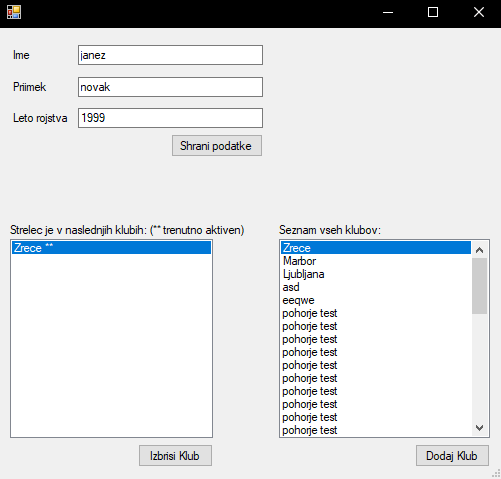 Ime janez
Priimek novak
Leto rojstva 1999
Shrani podatke
Strelec je v naslednjih klubih: (** trenutno aktiven)
Zrece **
Izbrisi Klub
Seznam vseh klubov:
Zrece
Marbor
Ljubljana
asd
eeqwe
pohorje test
pohorje test
pohorje test
pohorje test
pohorje test
pohorje test
pohorje test
pohorje test
pohorje test
pohorje test
Dodaj Klub